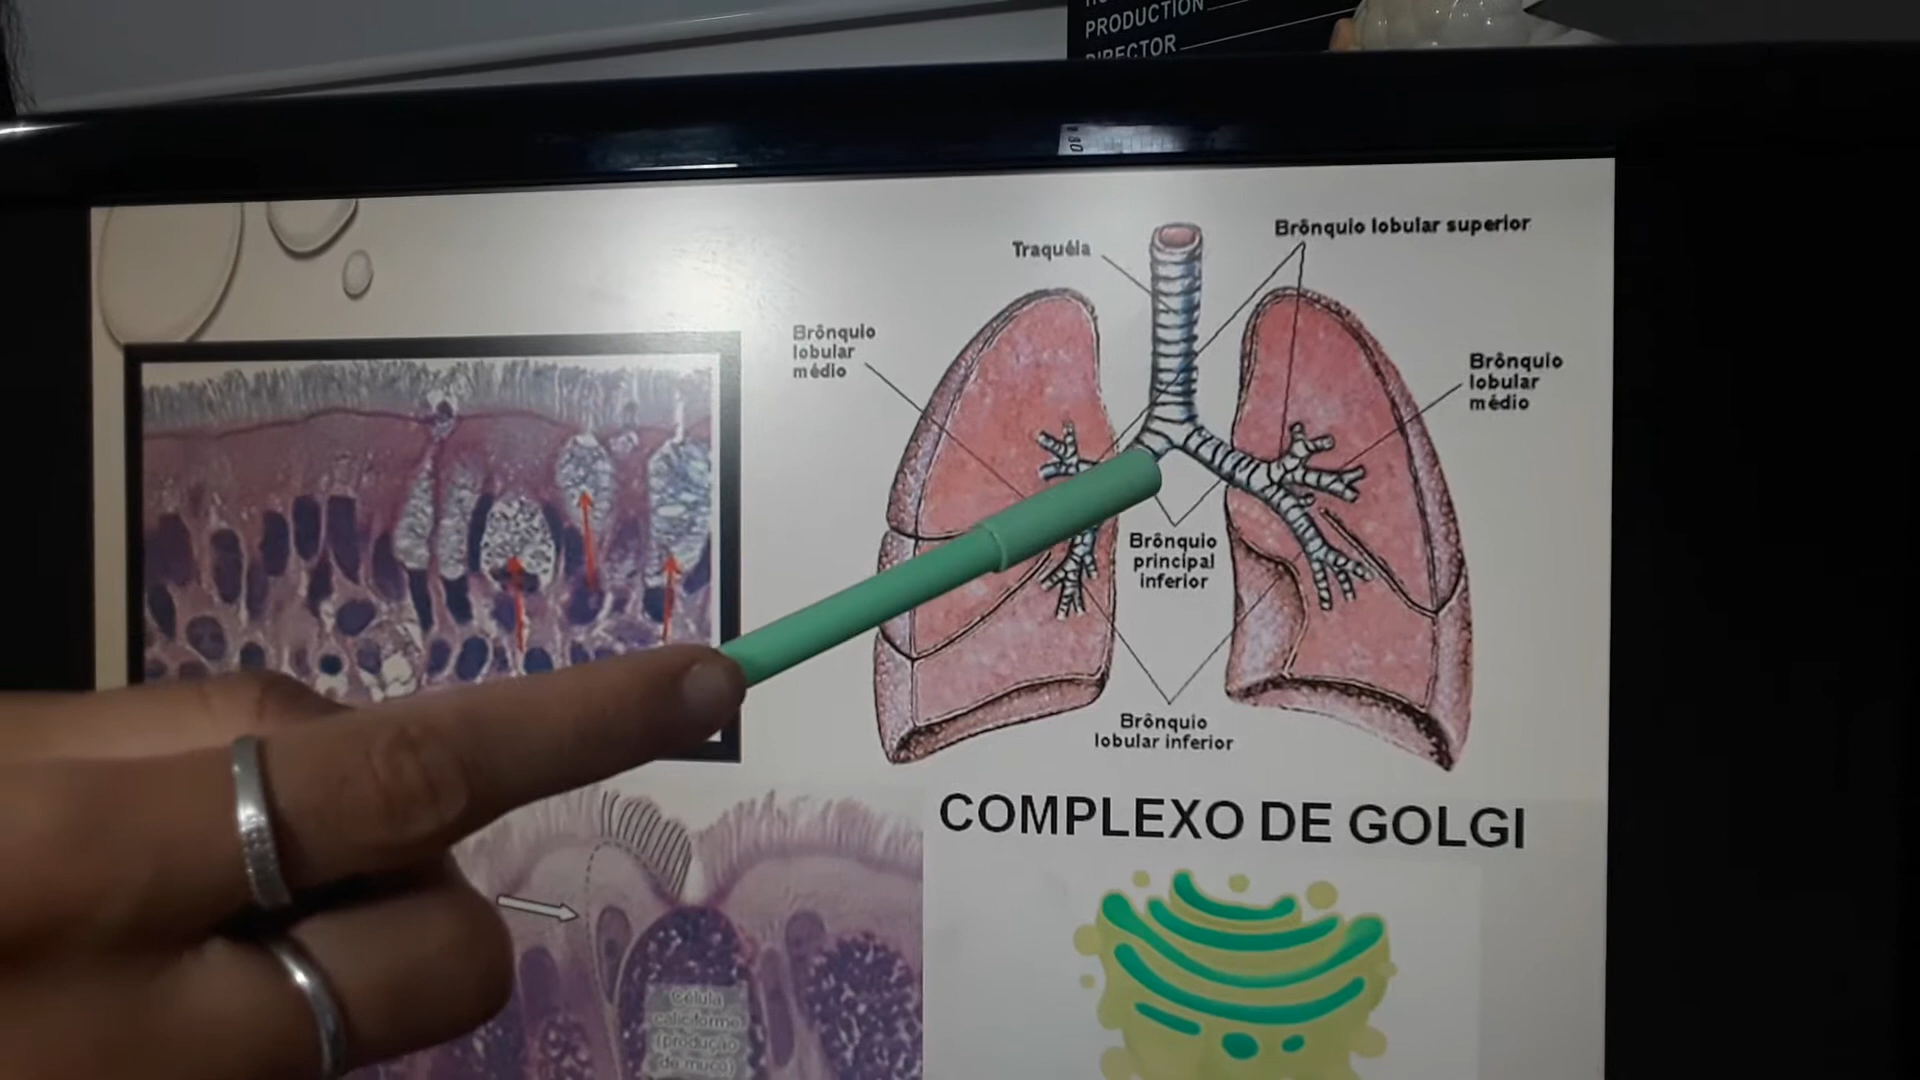 PRODUCTION
DIRECTOR
80
Traquéia
Brônquio lobular superior
Brônquio
lobular
médio
Brônquio
lobular
médio
Brônquio
principal
inferior
Brônquio
lobular inferior
COMPLEXO DE GOLGI
Célula
caliciforme
(produção
de muco)